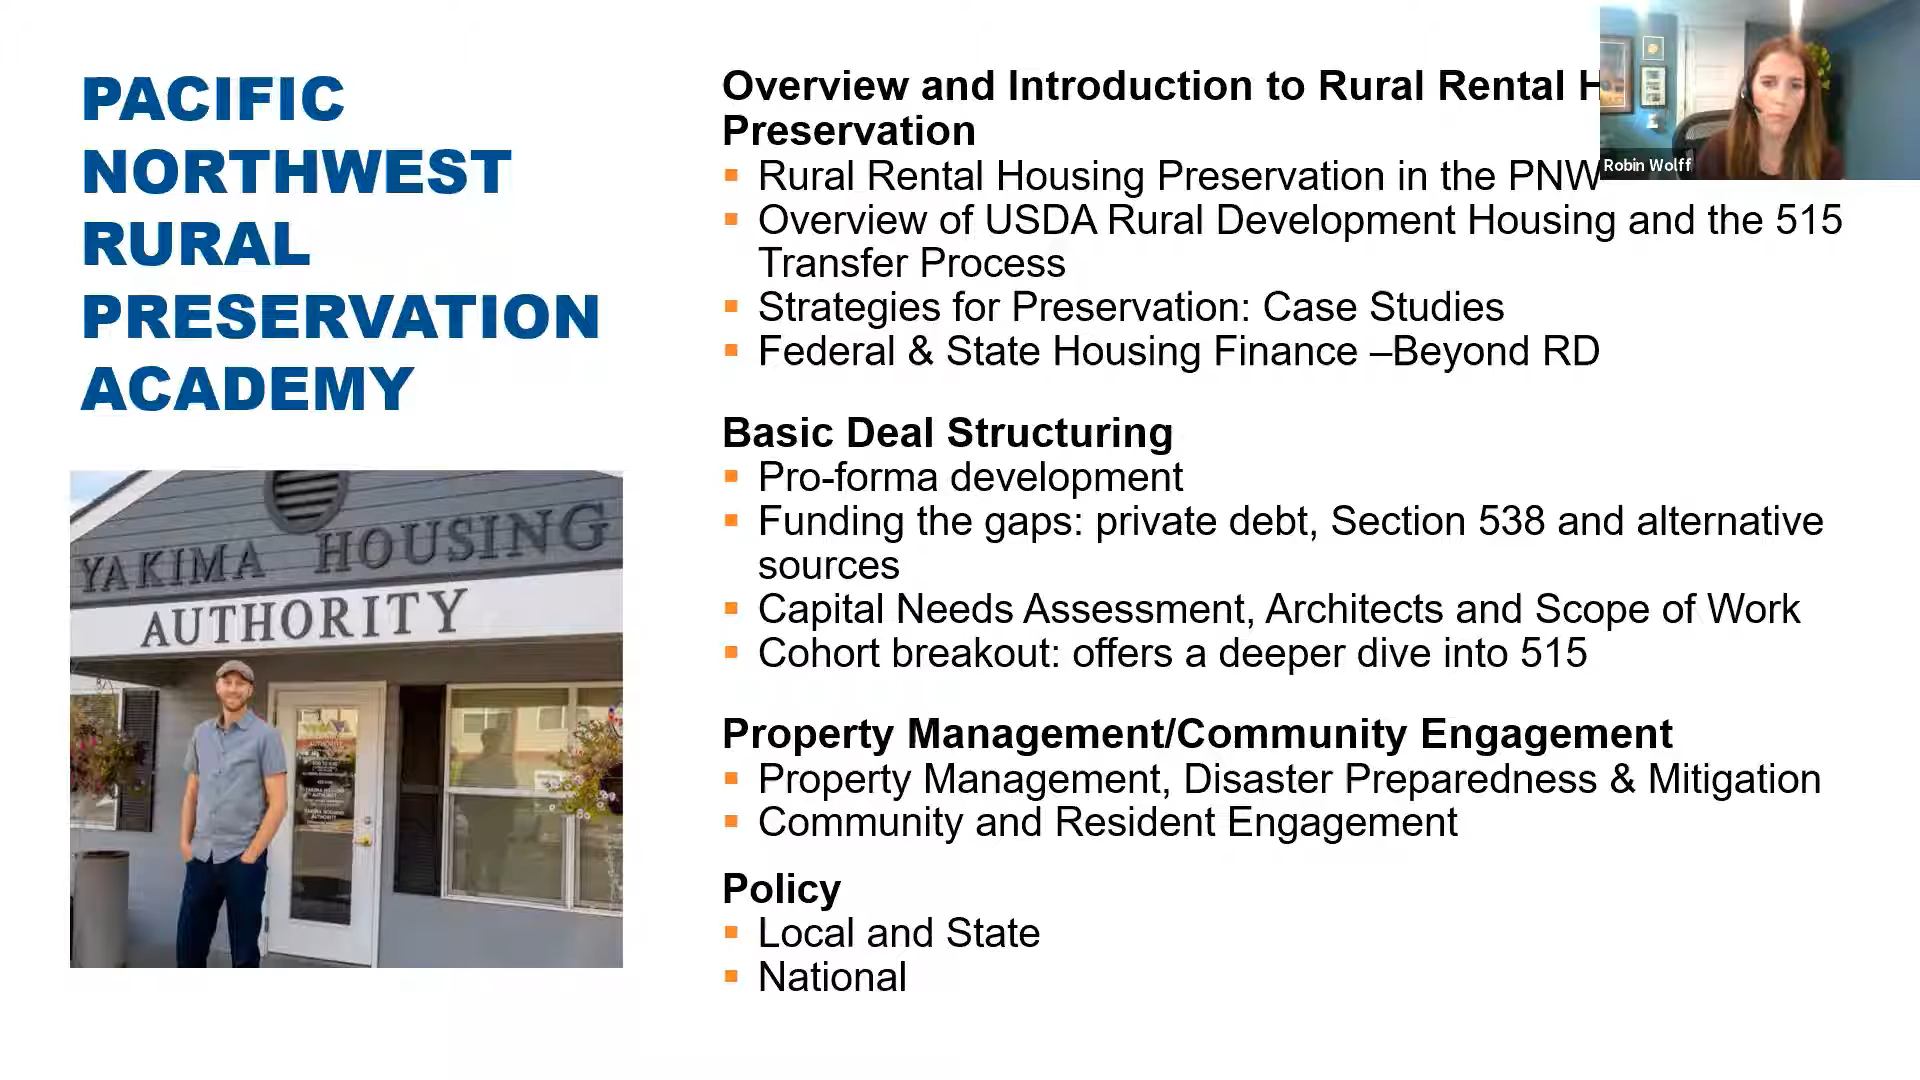 PACIFIC
NORTHWEST
RURAL
PRESERVATION
ACADEMY
YAKIMA HOUSING
AUTHORITY
Overview and Introduction to Rural Rental
Preservation
Rural Rental Housing Preservation in the PNW
Overview of USDA Rural Development Housing and the 515
Transfer Process
Strategies for Preservation: Case Studies
Federal & State Housing Finance –Beyond RD
Basic Deal Structuring
Pro-forma development
Funding the gaps: private debt, Section 538 and alternative
sources
Capital Needs Assessment, Architects and Scope of Work
Cohort breakout: offers a deeper dive into 515
Property Management/Community Engagement
Property Management, Disaster Preparedness & Mitigation
Community and Resident Engagement
Policy
Local and State
National
Robin Wolff